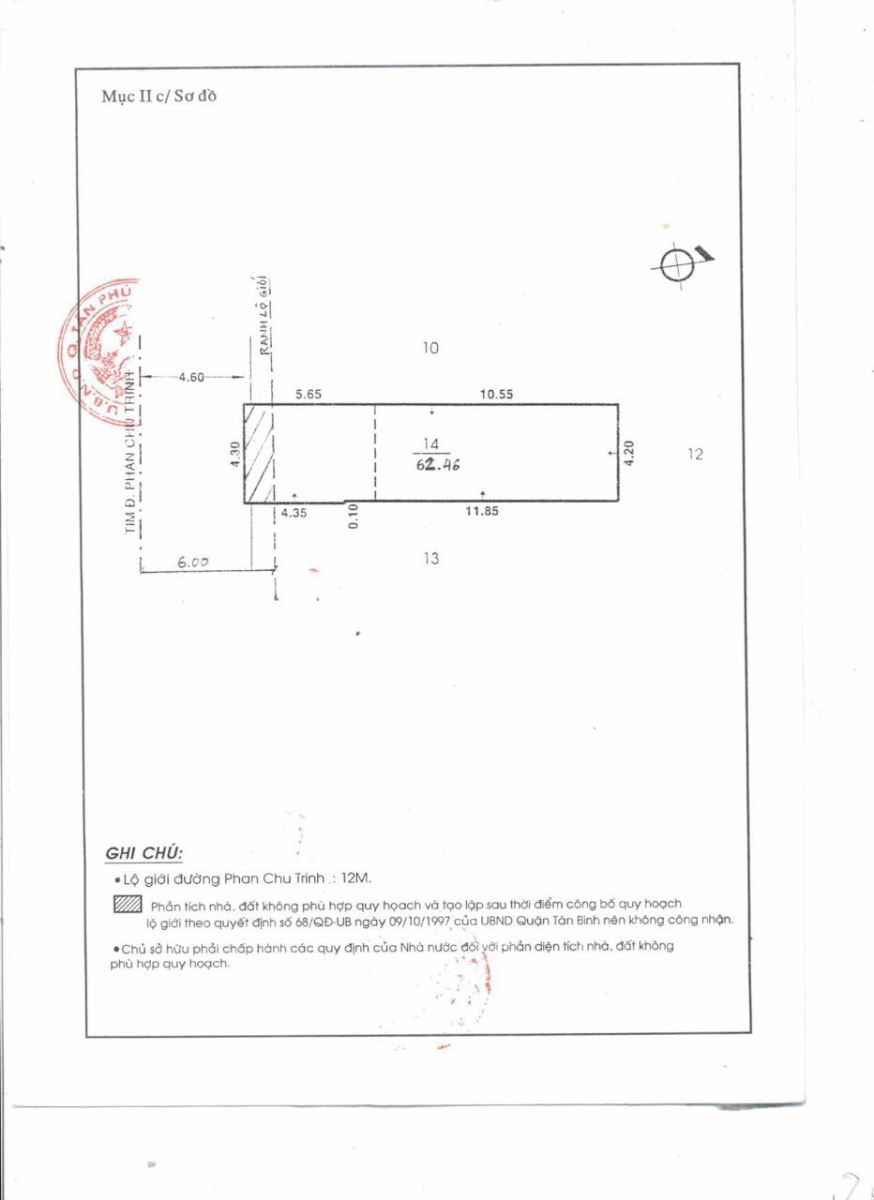 Mục II c/ Sơ đồ
U.B.N.D Q. TÂN PHÚ
RANH LỘ GIỚI
10
4.60
5.65
10.55
TIM Đ. PHAN CHU TRINH
4.30
14
62.46
4.20
12
4.35
0.10
11.85
6.00
13
GHI CHÚ:
• Lộ giới đường Phan Chu Trinh : 12M.
Phần tích nhà, đất không phù hợp quy họach và tạo lập sau thời điểm công bố quy hoạch
lộ giới theo quyết định số 68/QĐ-UB ngày 09/10/1997 của UBND Quận Tân Bình nên không công nhận.
• Chủ sở hữu phải chấp hành các quy định của Nhà nước đối với phần diện tích nhà, đất không
phù hợp quy hoạch.